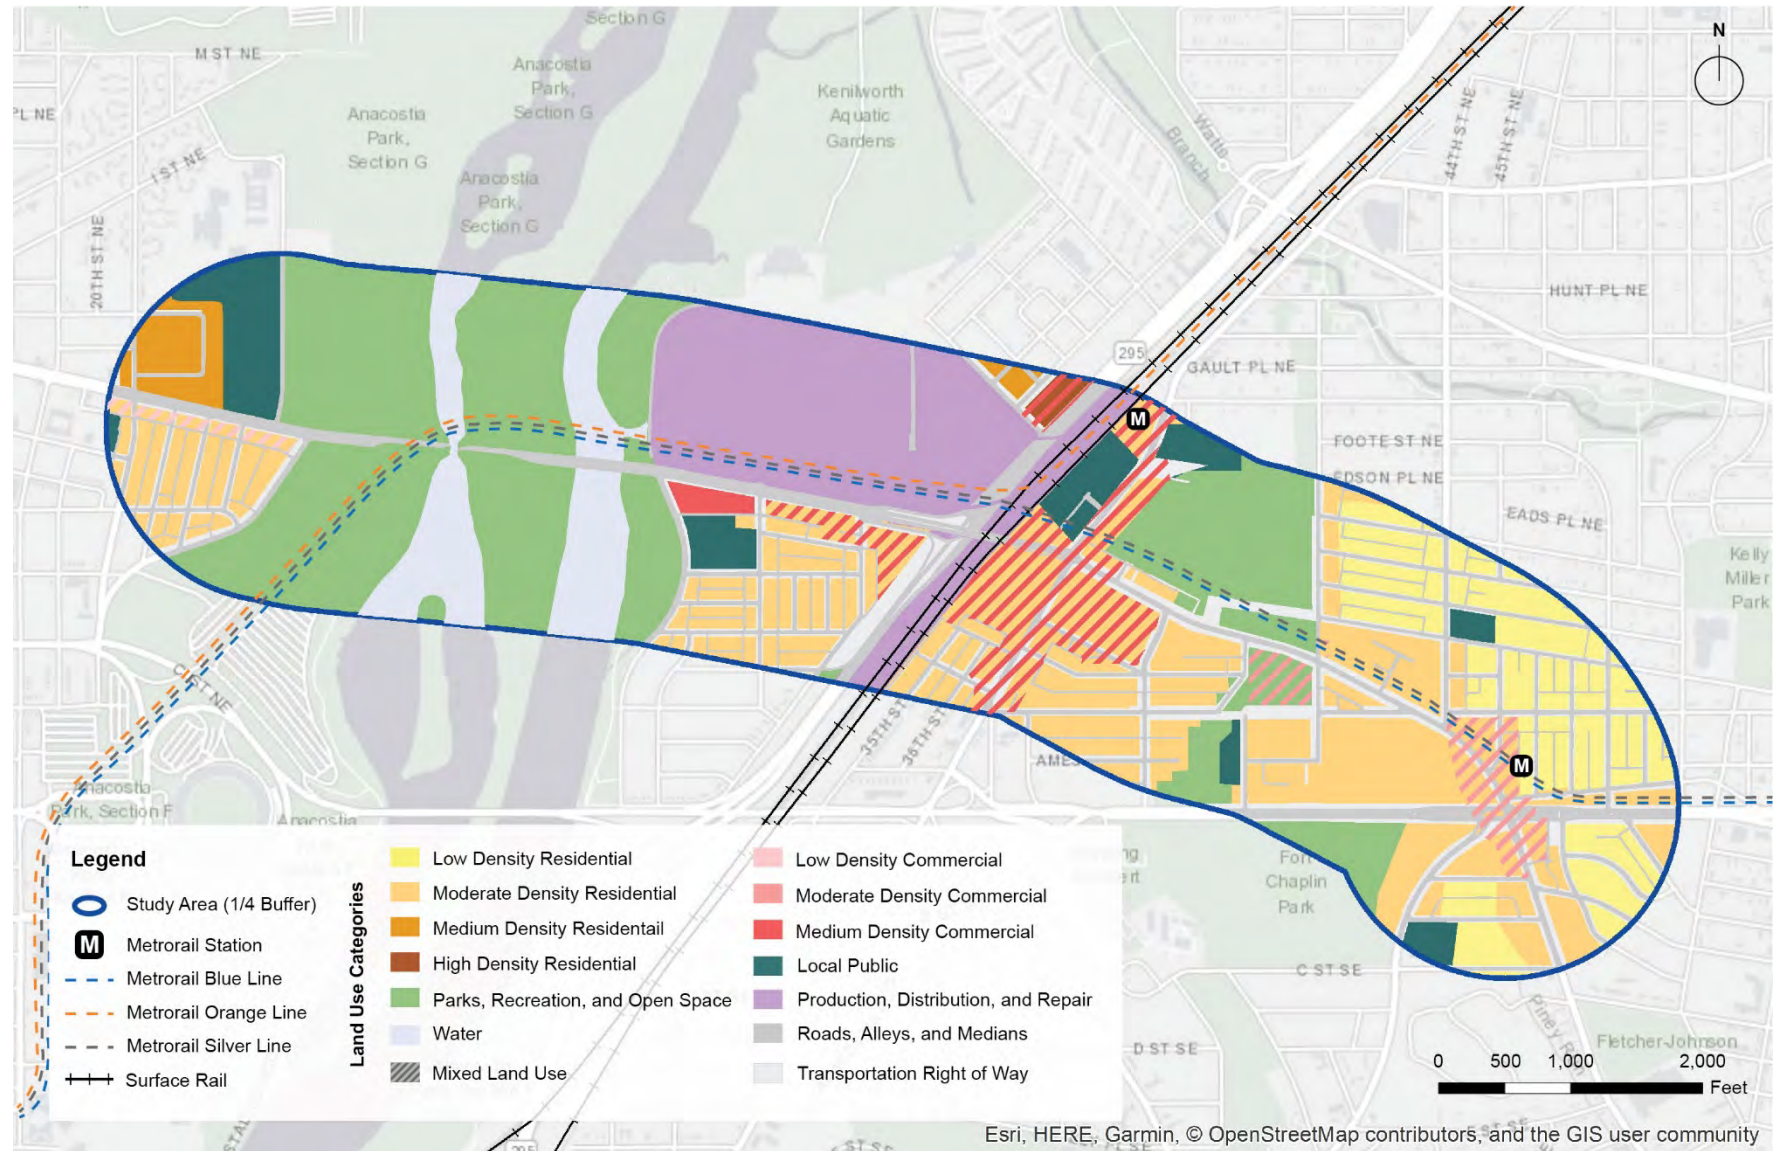 Section G
M ST NE
Anacostia
Park,
Section G
Kenilworth
Aquatic
Gardens
N
PL NE
Anacostia
Park,
Section G
Watts
Branch
44TH ST NE
45TH ST NE
I ST NE
Anacostia
Park,
Section G
20TH ST NE
HUNT PL NE
295
GAULT PL NE
M
FOOTE ST NE
EDSON PL NE
EADS PL NE
Kelly
Miller
Park
C ST NE
35TH ST
36TH ST
AMES
M
Anacostia
Park, Section F
Anacostia
Fort
Chaplin
Park
C ST SE
Piney
D ST SE
Fletcher-Johnson
Legend
Study Area (1/4 Buffer)
M Metrorail Station
Metrorail Blue Line
Metrorail Orange Line
Metrorail Silver Line
Surface Rail
Land Use Categories
Low Density Residential
Moderate Density Residential
Medium Density Residentail
High Density Residential
Parks, Recreation, and Open Space
Water
Mixed Land Use
Low Density Commercial
Moderate Density Commercial
Medium Density Commercial
Local Public
Production, Distribution, and Repair
Roads, Alleys, and Medians
Transportation Right of Way
0 500 1,000 2,000
Feet
295
Esri, HERE, Garmin, © OpenStreetMap contributors, and the GIS user community